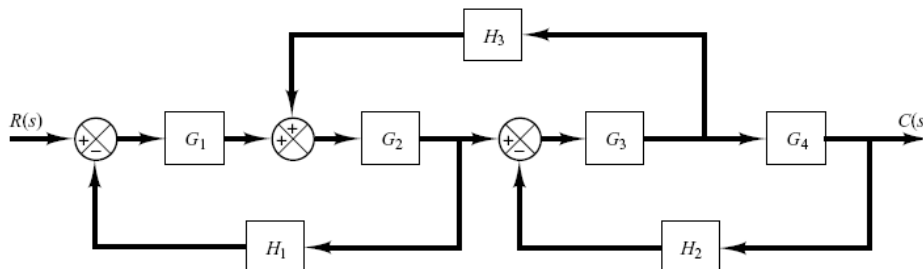 H3
R(s)
+
−
G1
+
+
G2
+
−
G3
G4
C(s
H1
H2